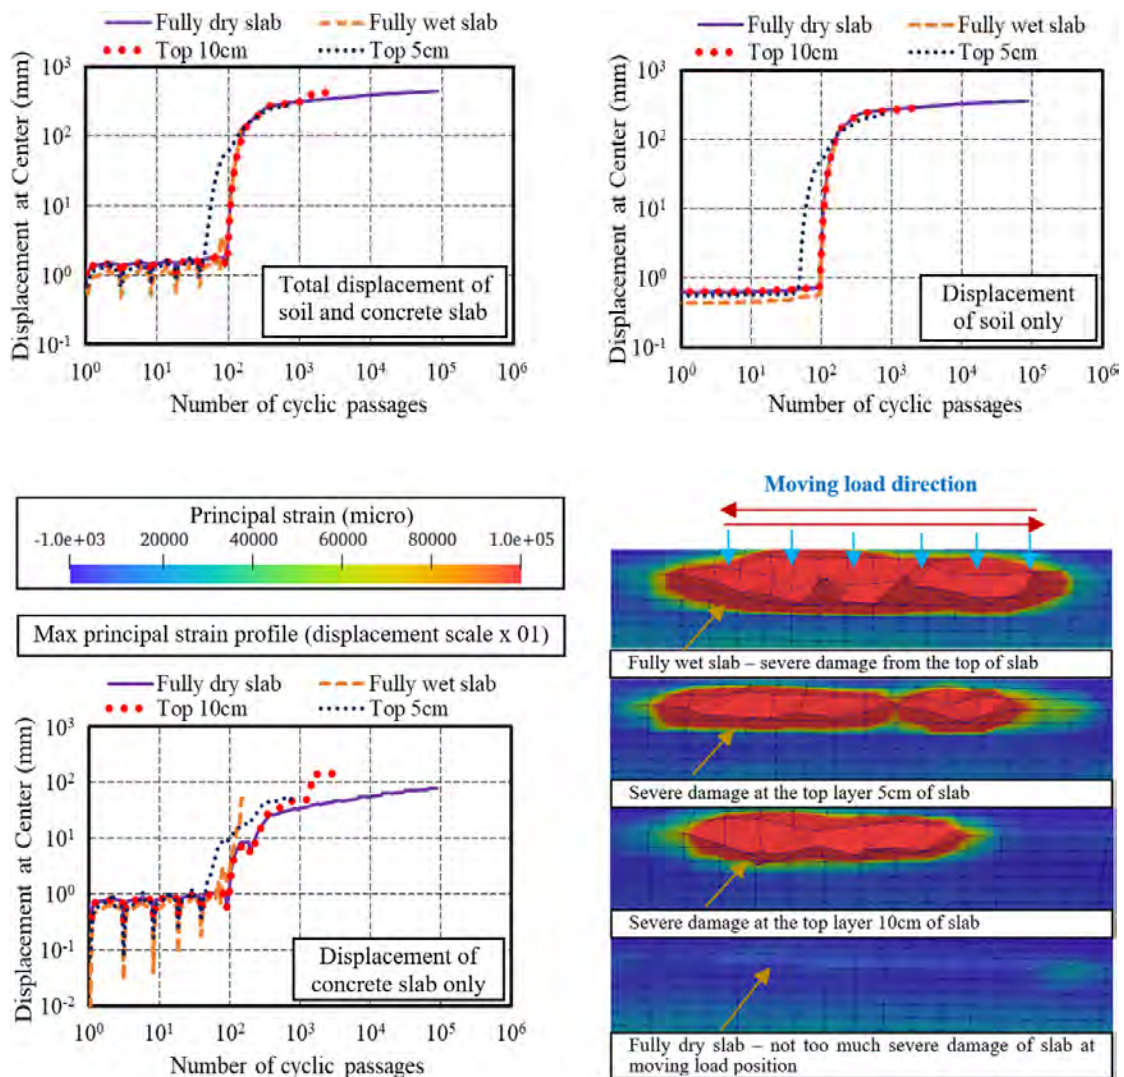 Fully dry slab
Fully wet slab
Top 10cm
Top 5cm
Displacement at Center (mm)
10³
10²
10¹
10⁰
10⁻¹
Total displacement of
soil and concrete slab
10⁰ 10¹ 10² 10³ 10⁴ 10⁵ 10⁶
Number of cyclic passages
Fully dry slab
Fully wet slab
Top 10cm
Top 5cm
Displacement at Center (mm)
10³
10²
10¹
10⁰
10⁻¹
Displacement
of soil only
10⁰ 10¹ 10² 10³ 10⁴ 10⁵ 10⁶
Number of cyclic passages
Principal strain (micro)
-1.0e+03 20000 40000 60000 80000 1.0e+05
Max principal strain profile (displacement scale x 01)
Fully dry slab
Fully wet slab
Top 10cm
Top 5cm
Displacement at Center (mm)
10³
10²
10¹
10⁰
10⁻¹
10⁻²
Displacement of
concrete slab only
10⁰ 10¹ 10² 10³ 10⁴ 10⁵ 10⁶
Number of cyclic passages
Moving load direction
Fully wet slab – severe damage from the top of slab
Severe damage at the top layer 5cm of slab
Severe damage at the top layer 10cm of slab
Fully dry slab – not too much severe damage of slab at
moving load position